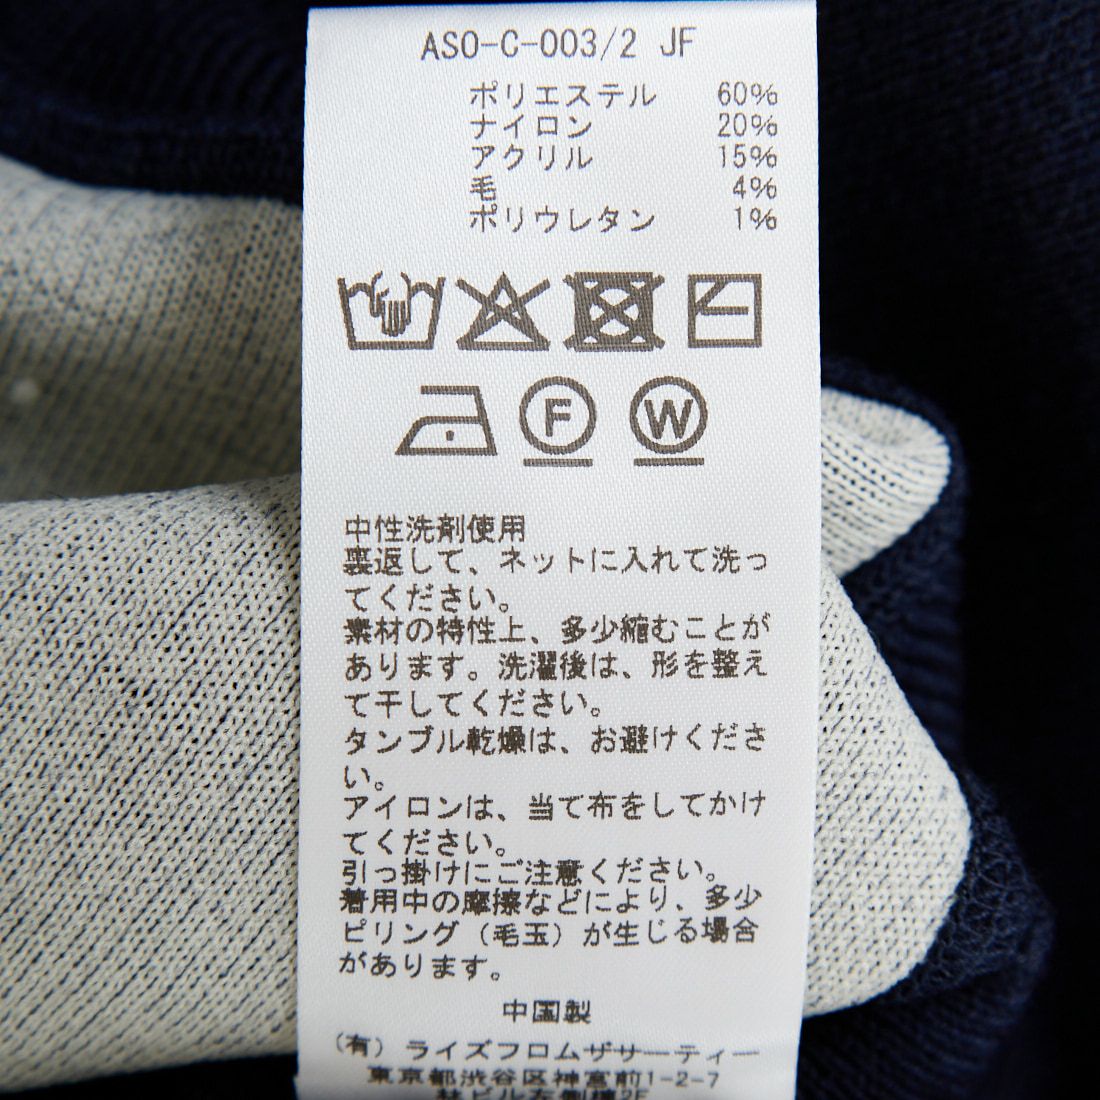 ASO-C-003/2 JF
ポリエステル 60%
ナイロン 20%
アクリル 15%
毛 4%
ポリウレタン 1%
F W
中性洗剤使用
裏返して、ネットに入れて洗っ
てください。
素材の特性上、多少縮むことが
あります。洗濯後は、形を整え
て干してください。
タンブル乾燥は、お避けくださ
い。
アイロンは、当て布をしてかけ
てください。
引っ掛けにご注意ください。
着用中の摩擦などにより、多少
ピリング（毛玉）が生じる場合
があります。
中国製
（有）ライズフロムザサーティー
東京都渋谷区神宮前1-2-7